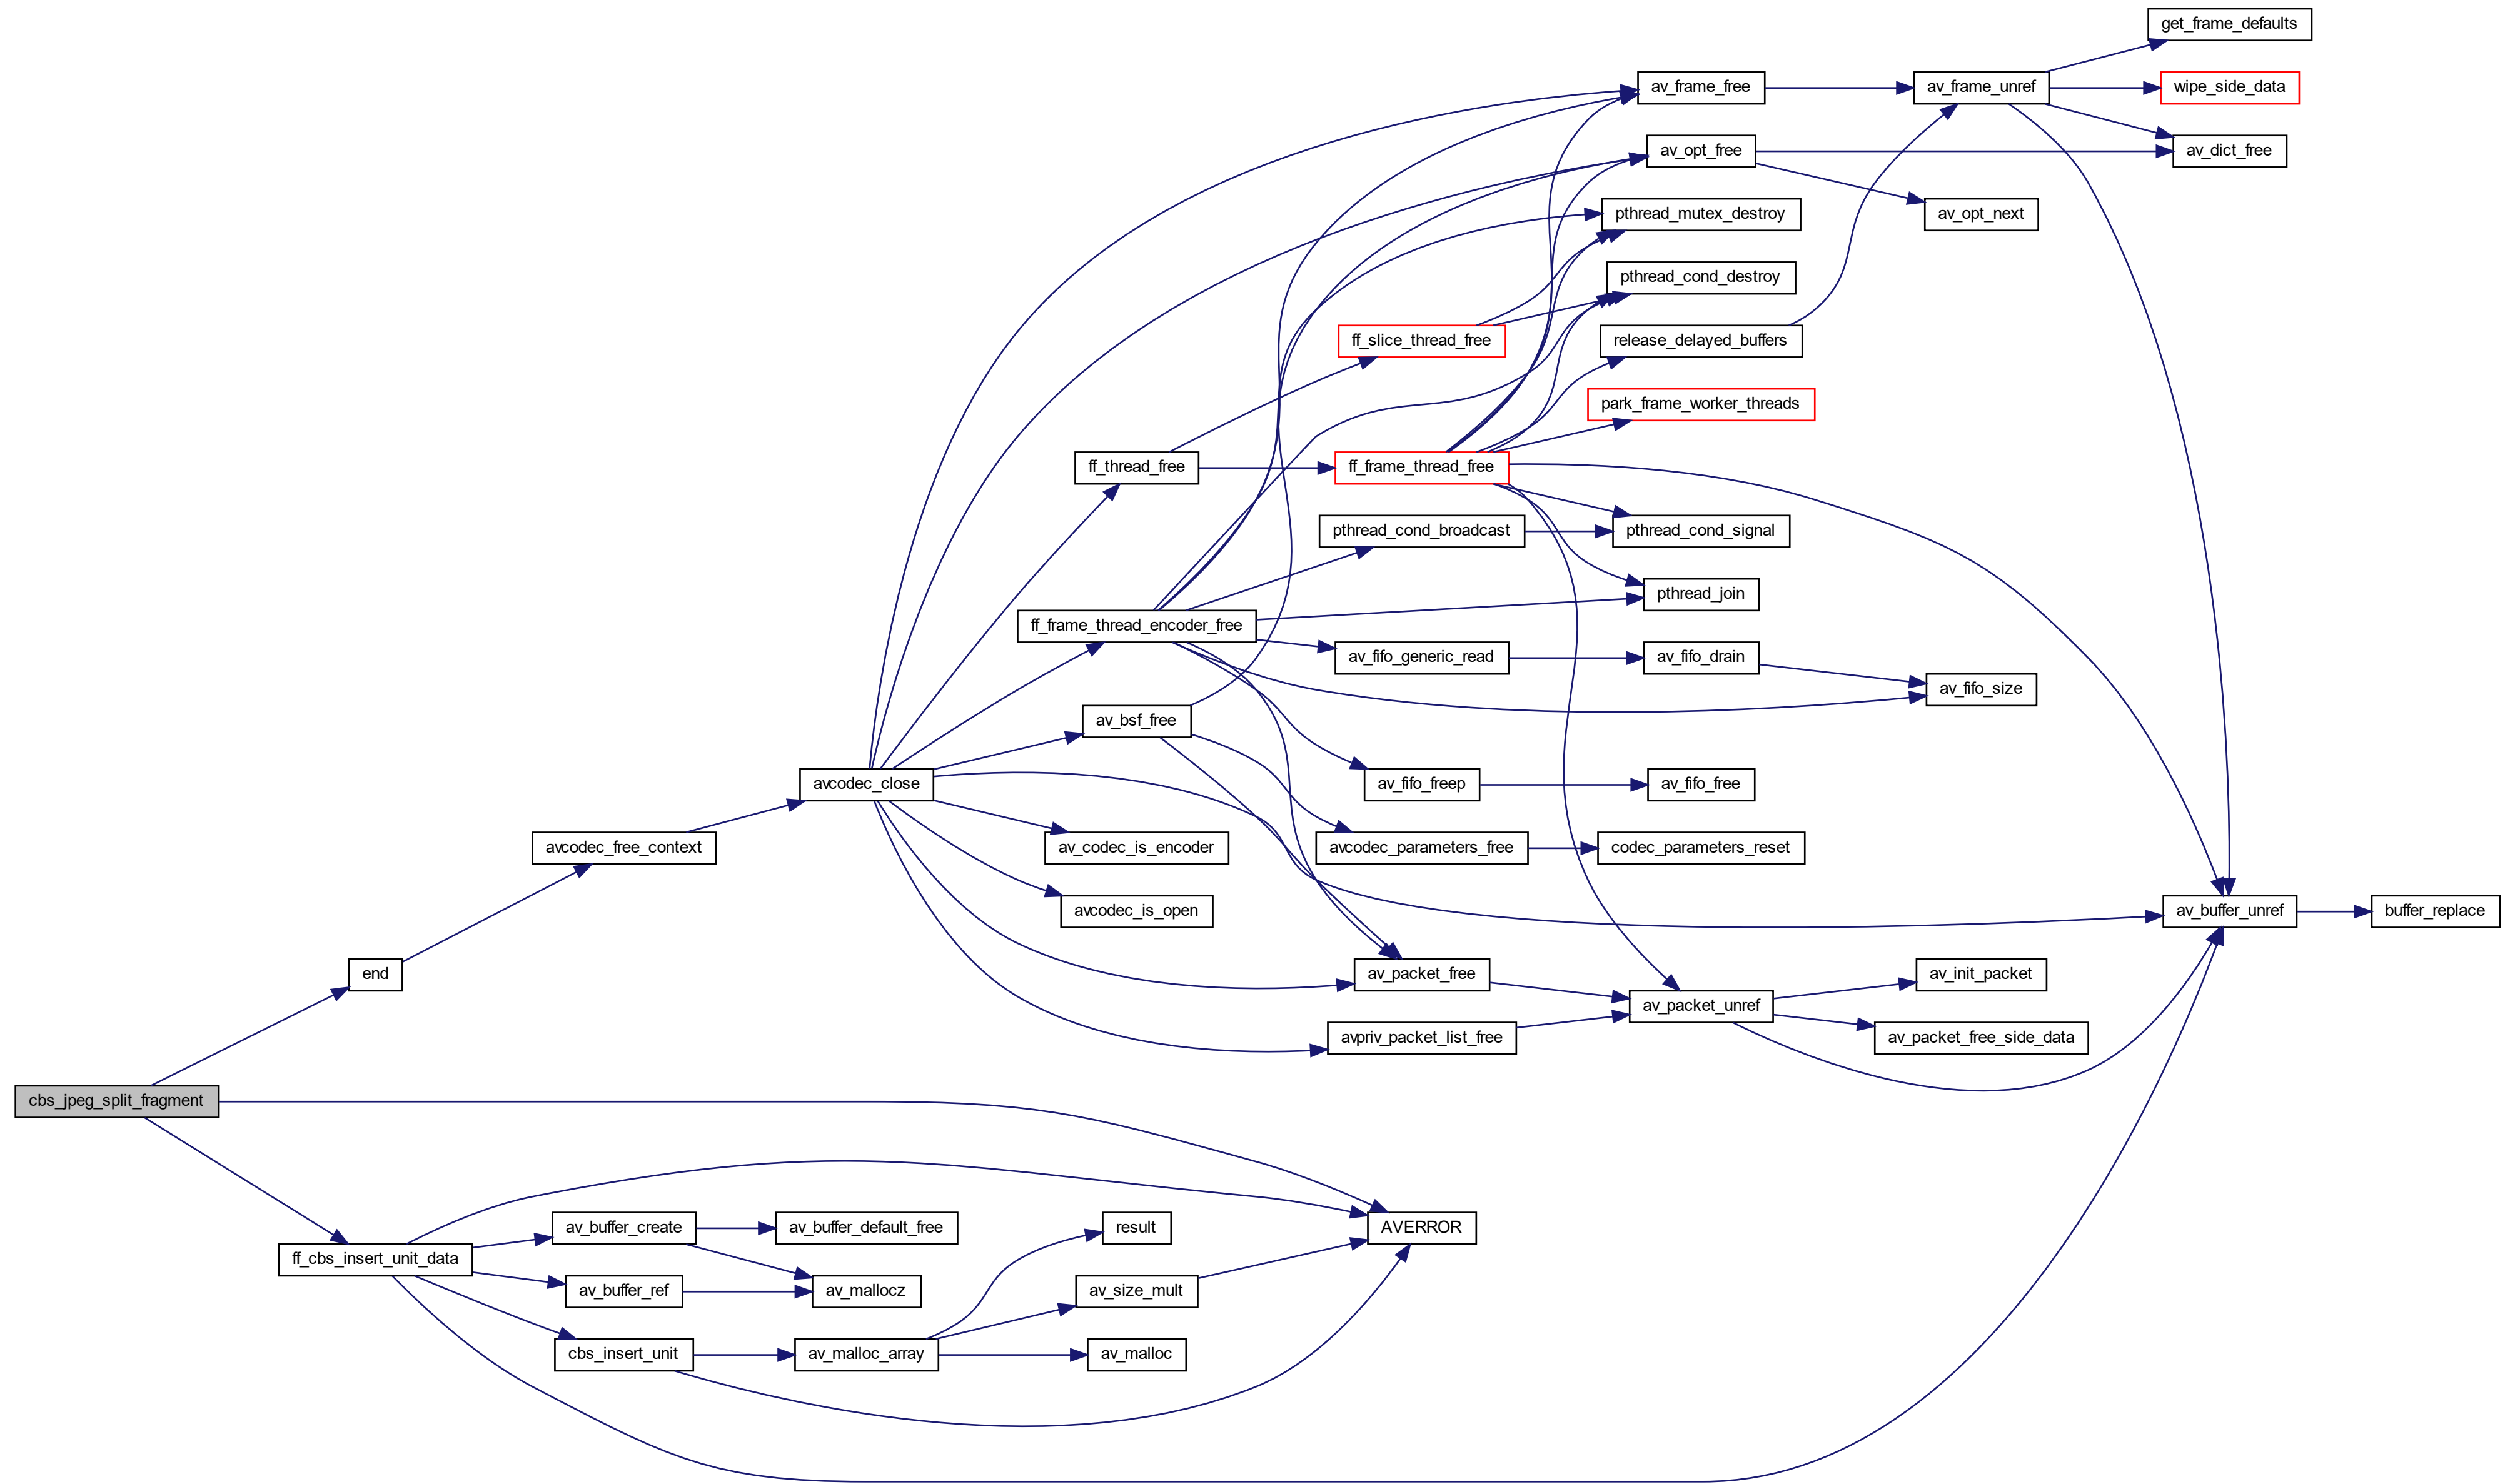 get_frame_defaults
av_frame_free
av_frame_unref
wipe_side_data
av_opt_free
av_dict_free
pthread_mutex_destroy
av_opt_next
pthread_cond_destroy
ff_slice_thread_free
release_delayed_buffers
park_frame_worker_threads
ff_thread_free
ff_frame_thread_free
pthread_cond_broadcast
pthread_cond_signal
pthread_join
ff_frame_thread_encoder_free
av_fifo_generic_read
av_fifo_drain
av_fifo_size
av_bsf_free
avcodec_close
av_fifo_freep
av_fifo_free
avcodec_free_context
av_codec_is_encoder
avcodec_parameters_free
codec_parameters_reset
avcodec_is_open
av_buffer_unref
buffer_replace
end
av_packet_free
av_init_packet
av_packet_unref
avpriv_packet_list_free
av_packet_free_side_data
cbs_jpeg_split_fragment
av_buffer_create
av_buffer_default_free
result
AVERROR
ff_cbs_insert_unit_data
av_buffer_ref
av_mallocz
av_size_mult
cbs_insert_unit
av_malloc_array
av_malloc